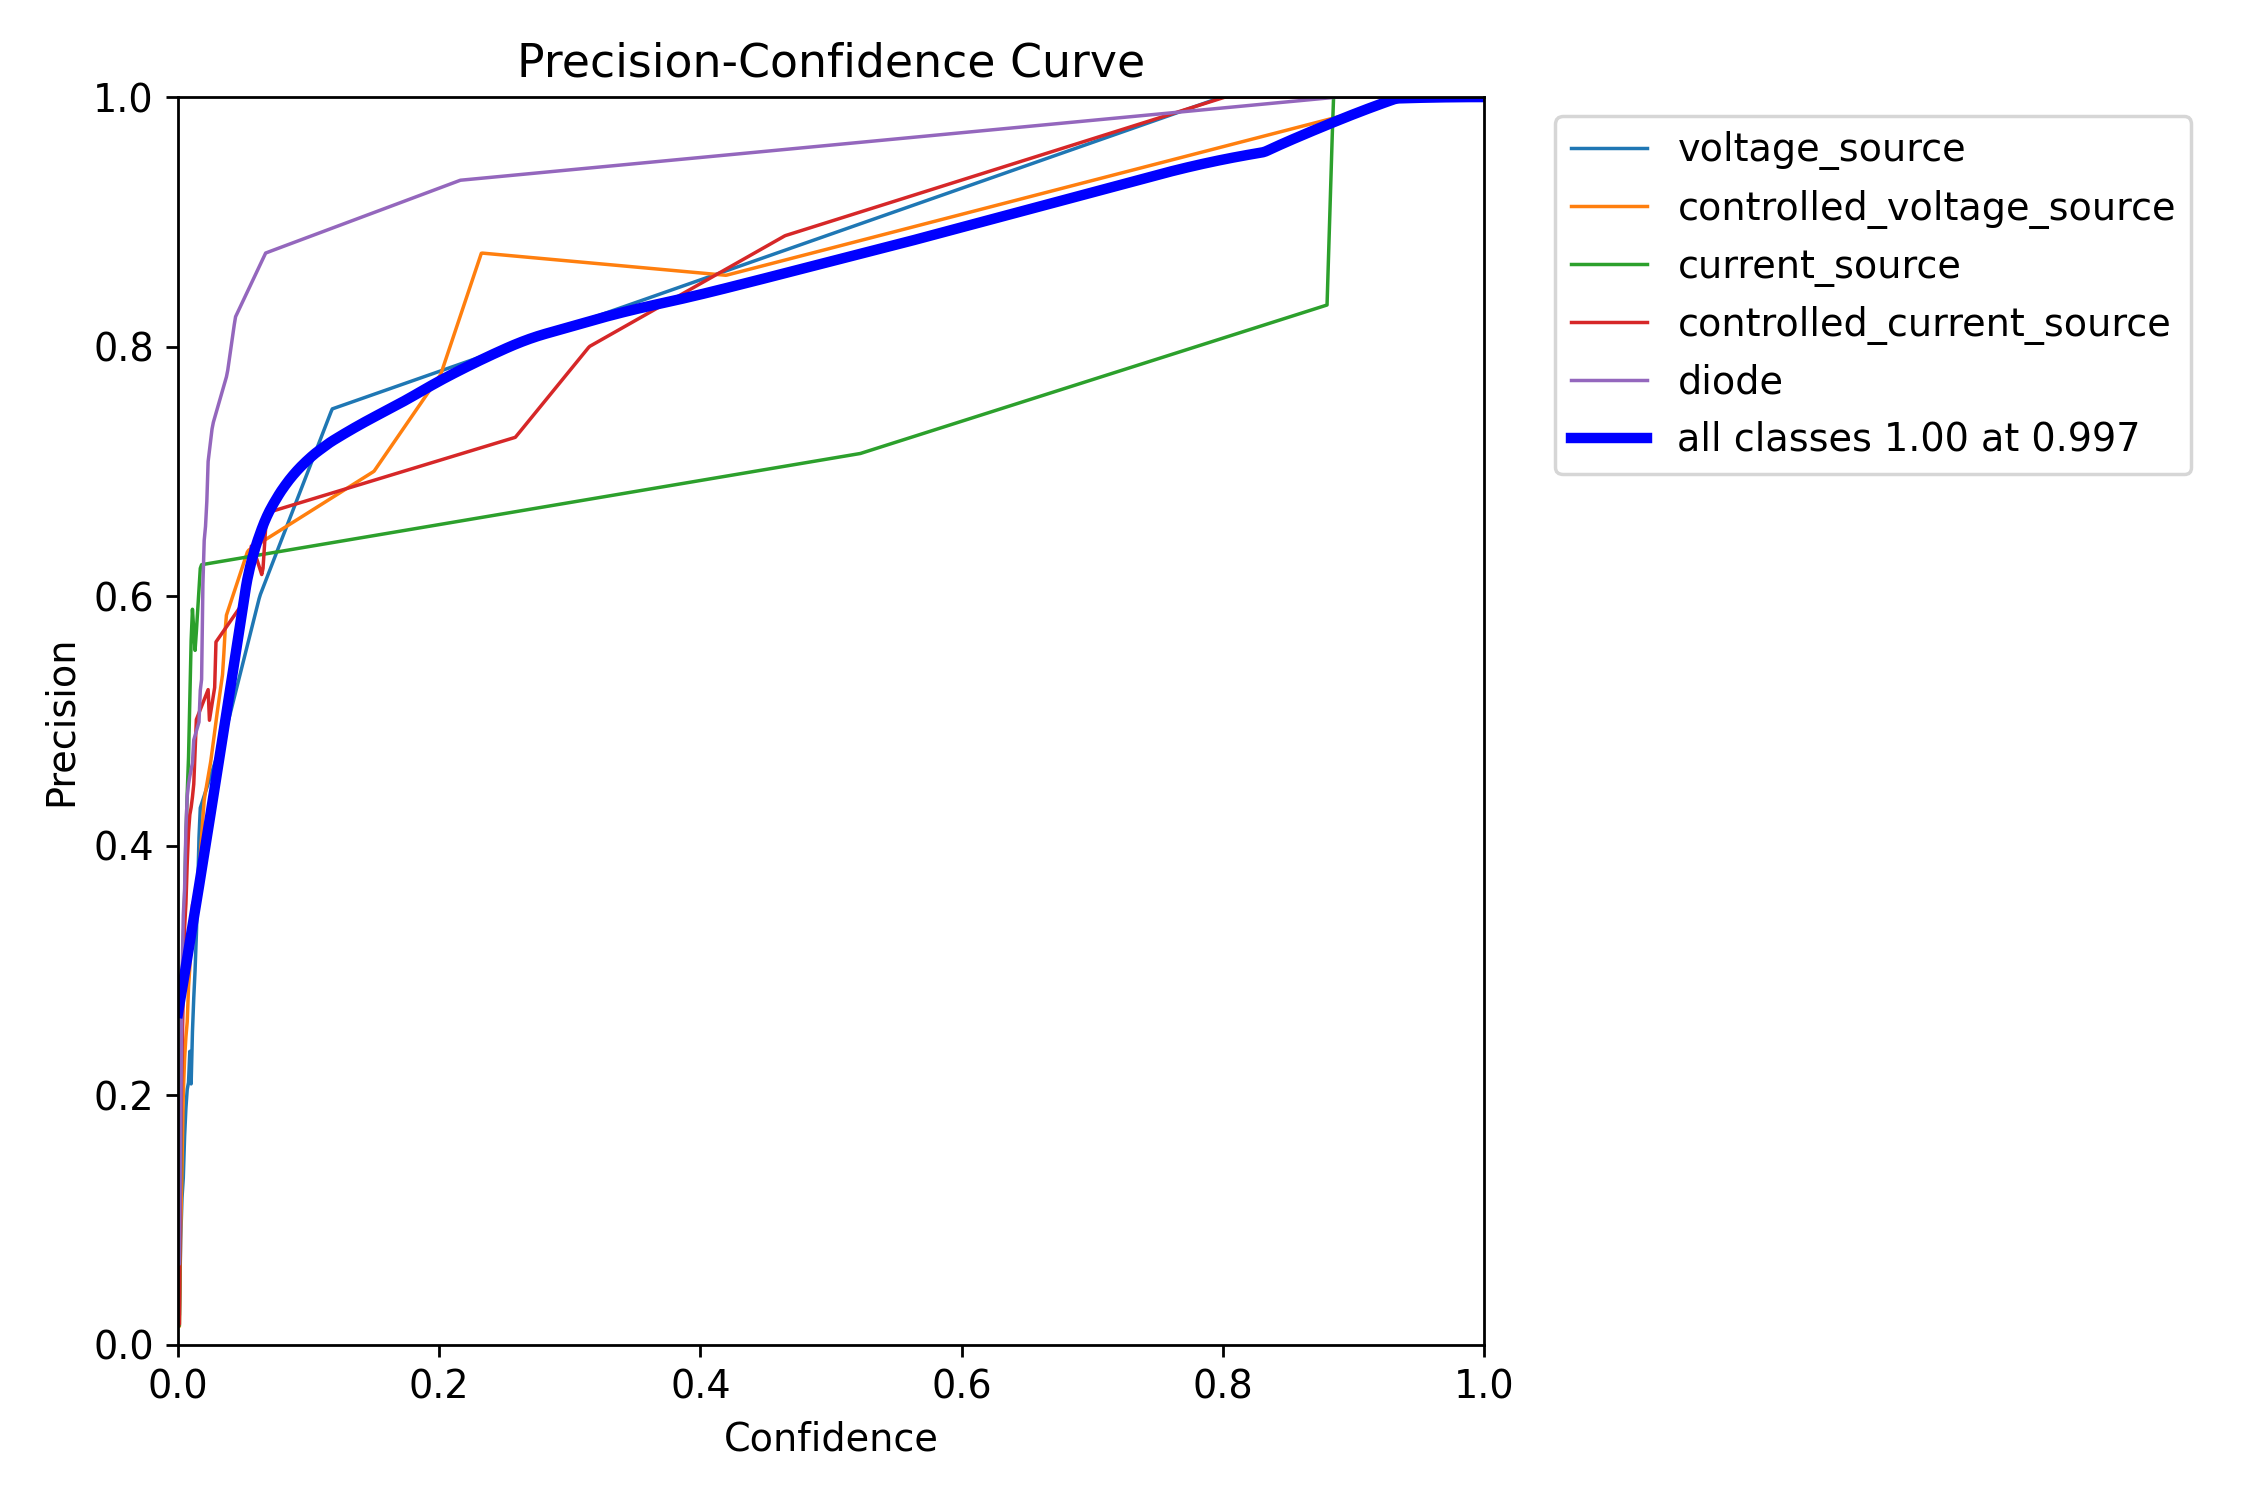 Precision-Confidence Curve
1.0
0.8
0.6
0.4
0.2
0.0
Precision
0.0 0.2 0.4 0.6 0.8 1.0
Confidence
voltage_source
controlled_voltage_source
current_source
controlled_current_source
diode
all classes 1.00 at 0.997